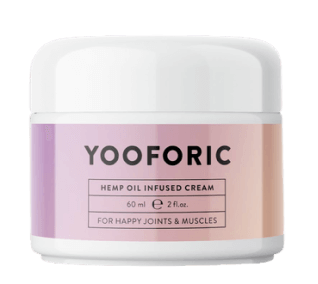 YOOFORIC
HEMP OIL INFUSED CREAM
60 ml ℮ 2 fl.oz.
FOR HAPPY JOINTS & MUSCLES